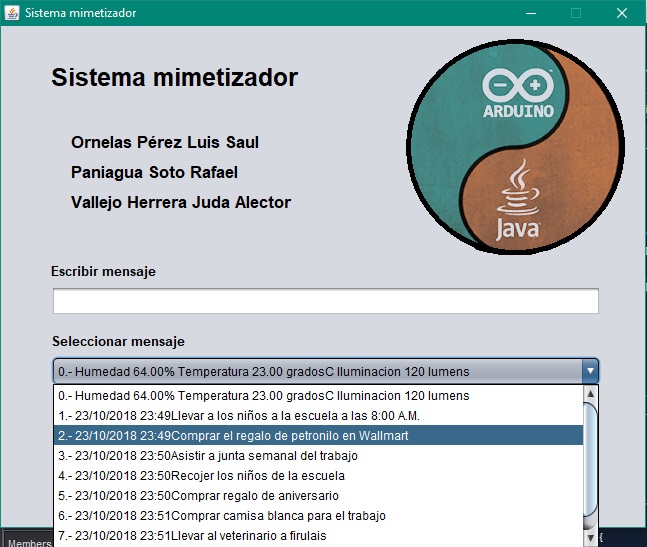 Sistema mimetizador
Sistema mimetizador
ARDUINO
Ornelas Pérez Luis Saul
Paniagua Soto Rafael
Vallejo Herrera Juda Alector
Java
Escribir mensaje
Seleccionar mensaje
0.- Humedad 64.00% Temperatura 23.00 gradosC Iluminacion 120 lumens
0.- Humedad 64.00% Temperatura 23.00 gradosC Iluminacion 120 lumens
1.- 23/10/2018 23:49Llevar a los niños a la escuela a las 8:00 A.M.
2.- 23/10/2018 23:49Comprar el regalo de petronilo en Wallmart
3.- 23/10/2018 23:50Asistir a junta semanal del trabajo
4.- 23/10/2018 23:50Recojer los niños de la escuela
5.- 23/10/2018 23:50Comprar regalo de aniversario
6.- 23/10/2018 23:51Comprar camisa blanca para el trabajo
7.- 23/10/2018 23:51Llevar al veterinario a firulais
Members
{